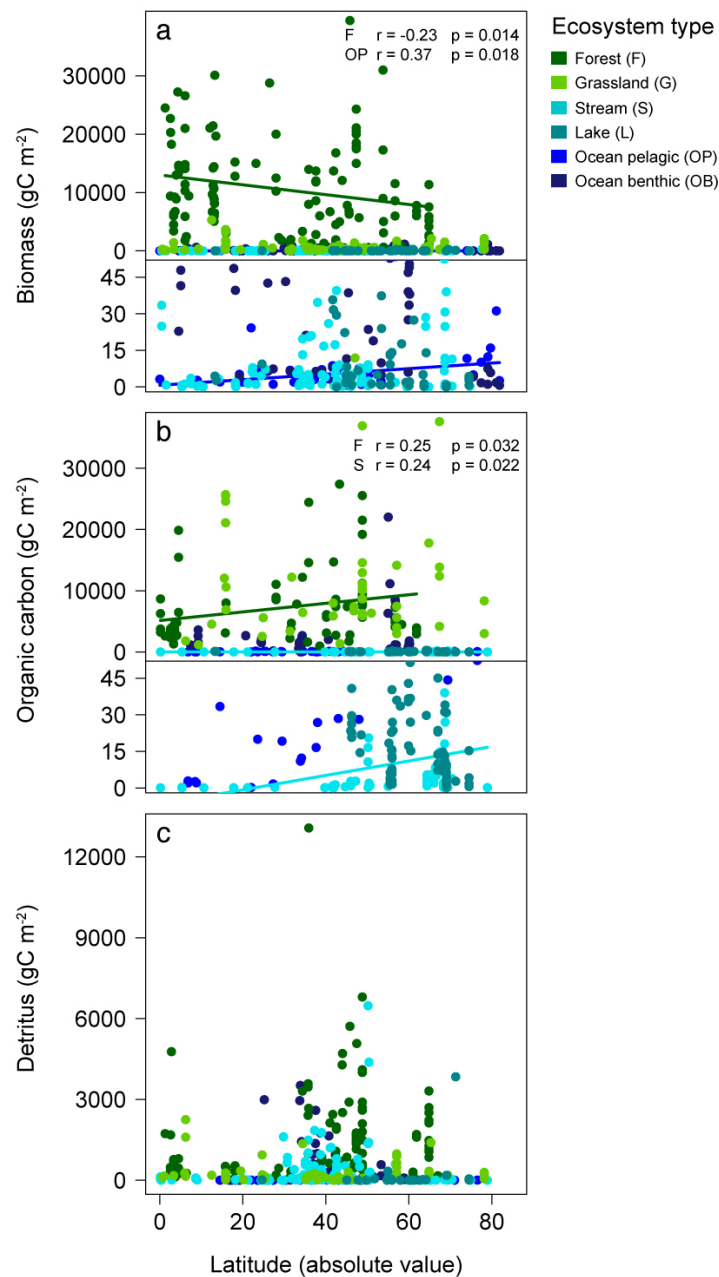 a
F r = -0.23 p = 0.014
OP r = 0.37 p = 0.018
Ecosystem type
Forest (F)
Grassland (G)
Stream (S)
Lake (L)
Ocean pelagic (OP)
Ocean benthic (OB)
Biomass (gC m-2)
30000
20000
10000
0
45
30
15
0
b
F r = 0.25 p = 0.032
S r = 0.24 p = 0.022
Organic carbon (gC m-2)
30000
20000
10000
0
45
30
15
0
c
Detritus (gC m-2)
12000
9000
6000
3000
0
0 20 40 60 80
Latitude (absolute value)